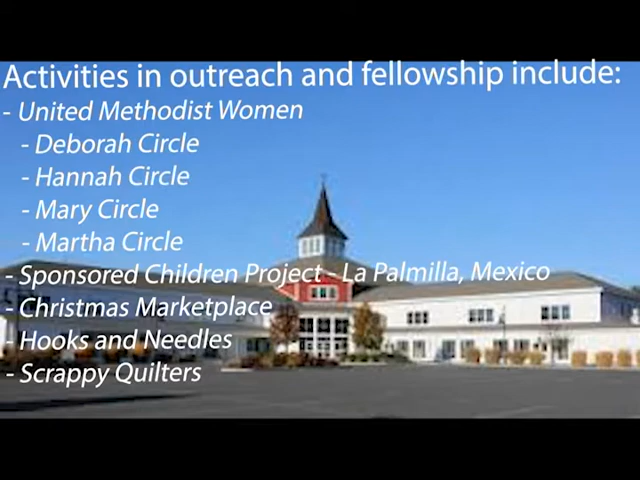 Activities in outreach and fellowship include:
- United Methodist Women
- Deborah Circle
- Hannah Circle
- Mary Circle
- Martha Circle
- Sponsored Children Project - La Palmilla, Mexico
- Christmas Marketplace
- Hooks and Needles
- Scrappy Quilters